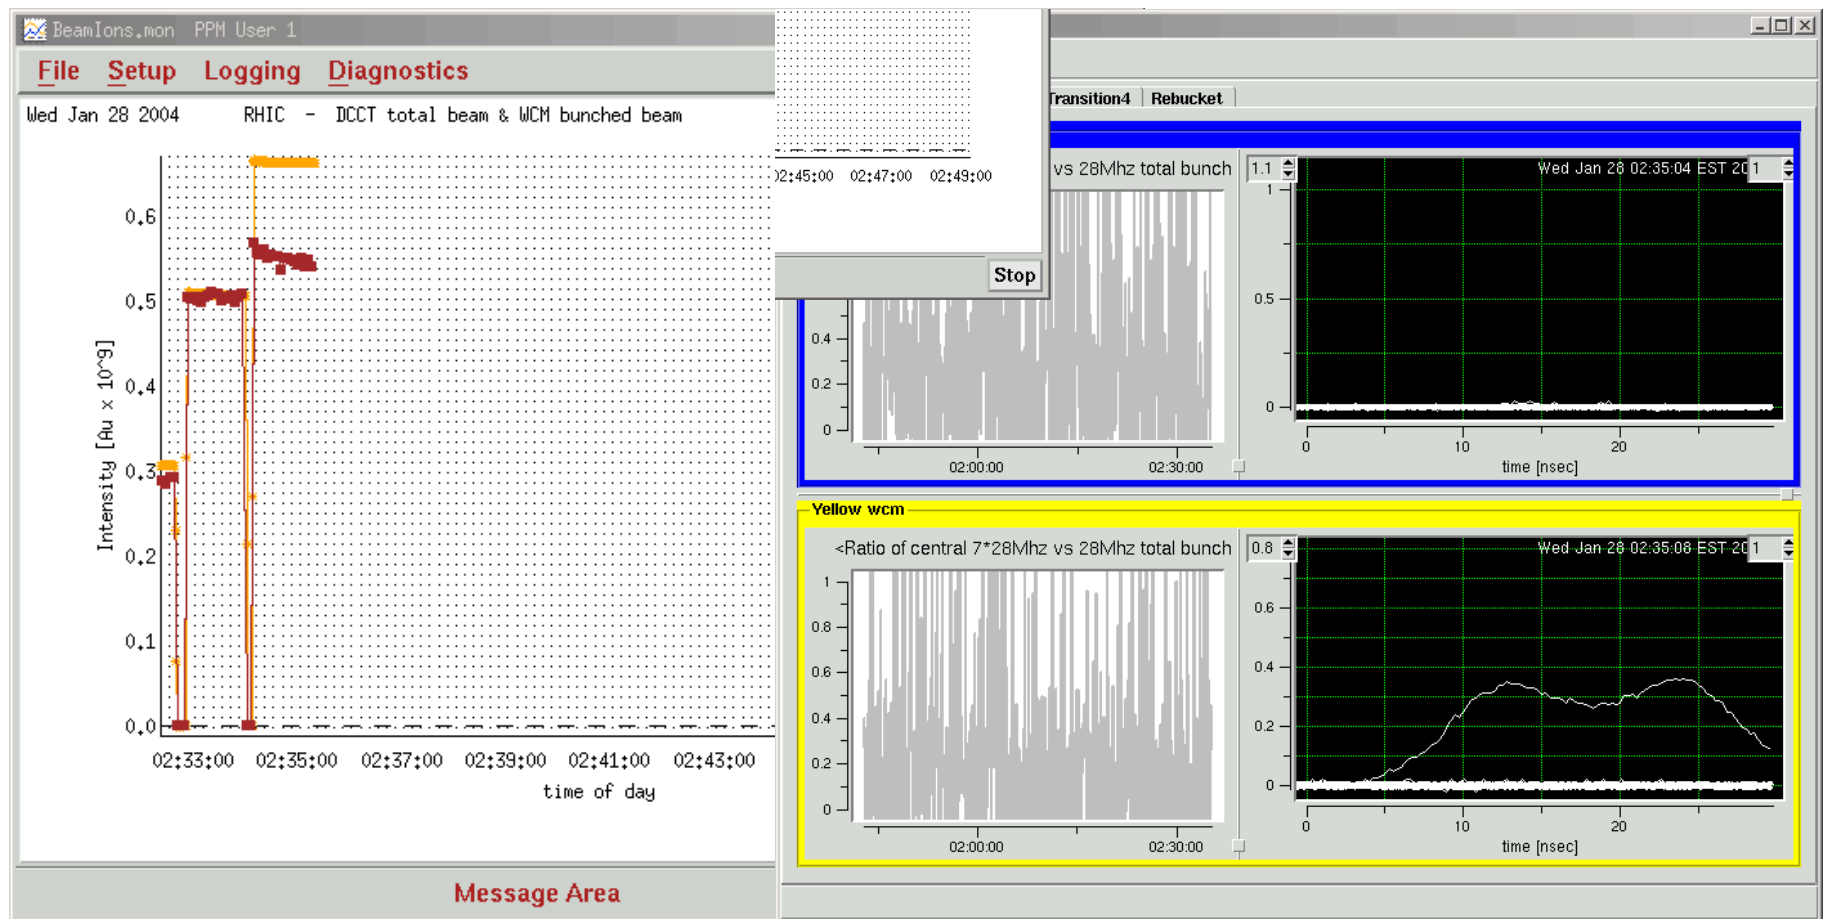 BeamIons.mon PPM User 1
File Setup Logging Diagnostics
Wed Jan 28 2004 RHIC - DCCT total beam & WCM bunched beam
0.6
0.5
0.4
0.3
0.2
0.1
0.0
Intensity [Au x 10^9]
02:33:00 02:35:00 02:37:00 02:39:00 02:41:00 02:43:00
time of day
Message Area
02:45:00 02:47:00 02:49:00
Stop
Transition4 Rebucket
vs 28Mhz total bunch
0.4
0.2
0
02:00:00 02:30:00
1.1
Wed Jan 28 02:35:04 EST 20
1
1
0.5
0
0 10 20
time [nsec]
Yellow wcm
<Ratio of central 7*28Mhz vs 28Mhz total bunch
1
0.8
0.6
0.4
0.2
0
02:00:00 02:30:00
0.8
Wed Jan 28 02:35:08 EST 20
1
0.6
0.4
0.2
0
0 10 20
time [nsec]